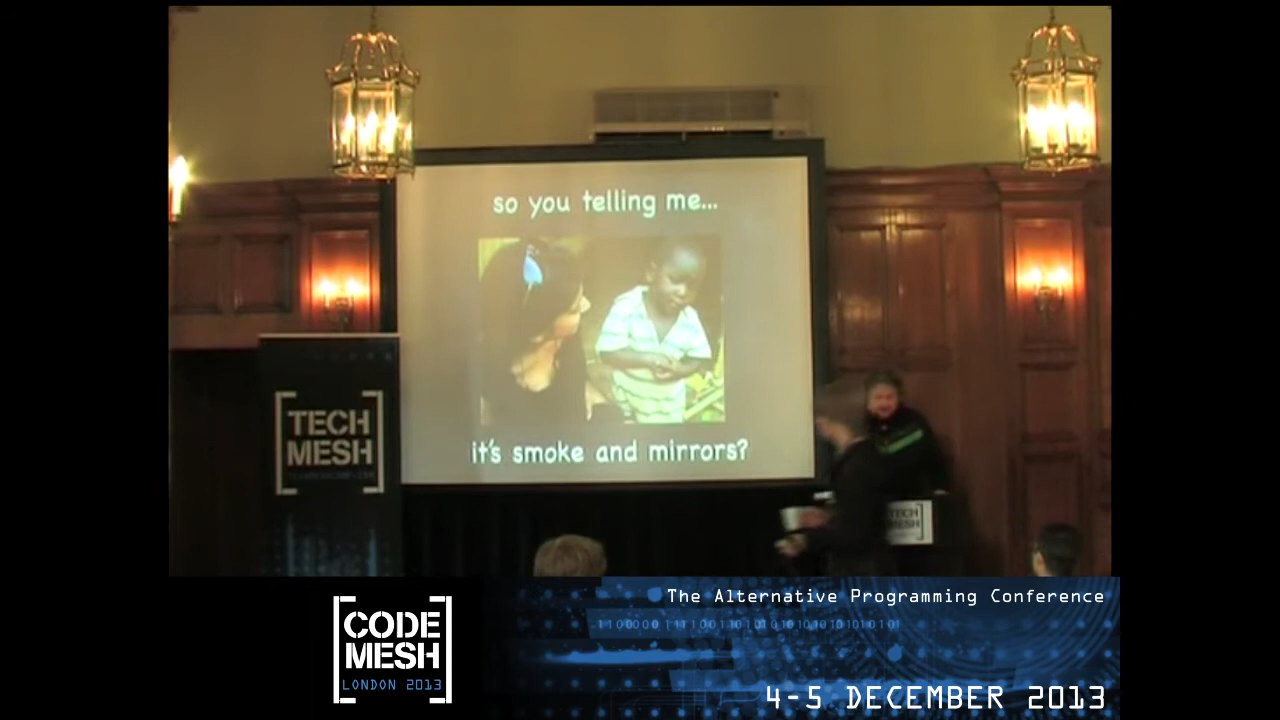 so you telling me...
it's smoke and mirrors?
TECH
MESH
TECH
MESH
CODE
MESH
LONDON 2013
The Alternative Programming Conference
4-5 DECEMBER 2013